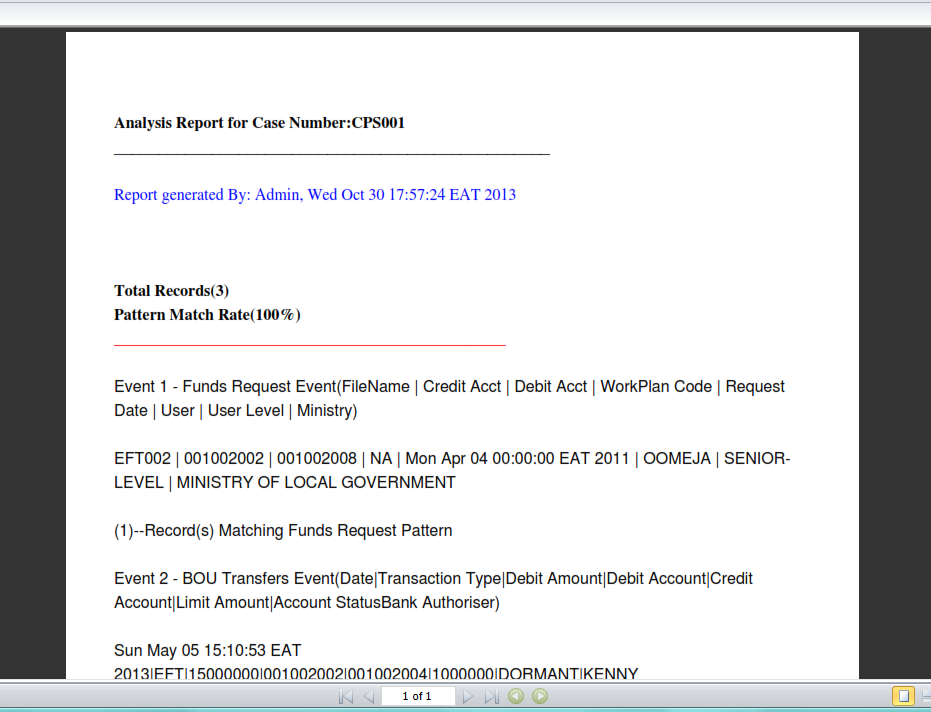 Analysis Report for Case Number:CPS001
Report generated By: Admin, Wed Oct 30 17:57:24 EAT 2013
Total Records(3)
Pattern Match Rate(100%)
Event 1 - Funds Request Event(FileName | Credit Acct | Debit Acct | WorkPlan Code | Request
Date | User | User Level | Ministry)
EFT002 | 001002002 | 001002008 | NA | Mon Apr 04 00:00:00 EAT 2011 | OOMEJA | SENIOR-
LEVEL | MINISTRY OF LOCAL GOVERNMENT
(1)--Record(s) Matching Funds Request Pattern
Event 2 - BOU Transfers Event(Date|Transaction Type|Debit Amount|Debit Account|Credit
Account|Limit Amount|Account StatusBank Authoriser)
Sun May 05 15:10:53 EAT
2013|EFT|15000000|001002002|001002004|1000000|DORMANT|KENNY
1 of 1